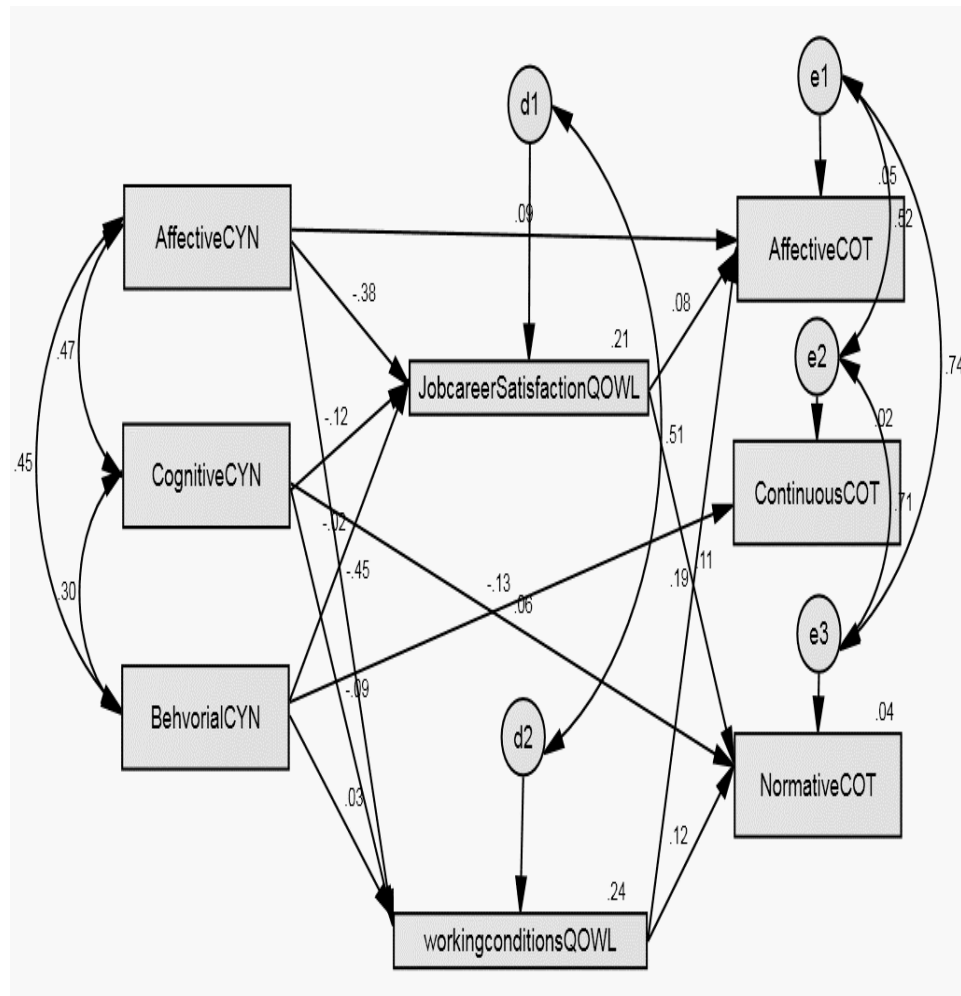 e1
d1
.05
AffectiveCYN
.09
.52
AffectiveCOT
-.38
.08
.21
.47
e2
.74
JobcareerSatisfactionQOWL
-.12
.51
.02
.45
CognitiveCYN
ContinuousCOT
-.02
.71
-.45
.19
.11
.30
-.13
.06
e3
-.09
BehvorialCYN
d2
.04
NormativeCOT
.03
.12
.24
workingconditionsQOWL